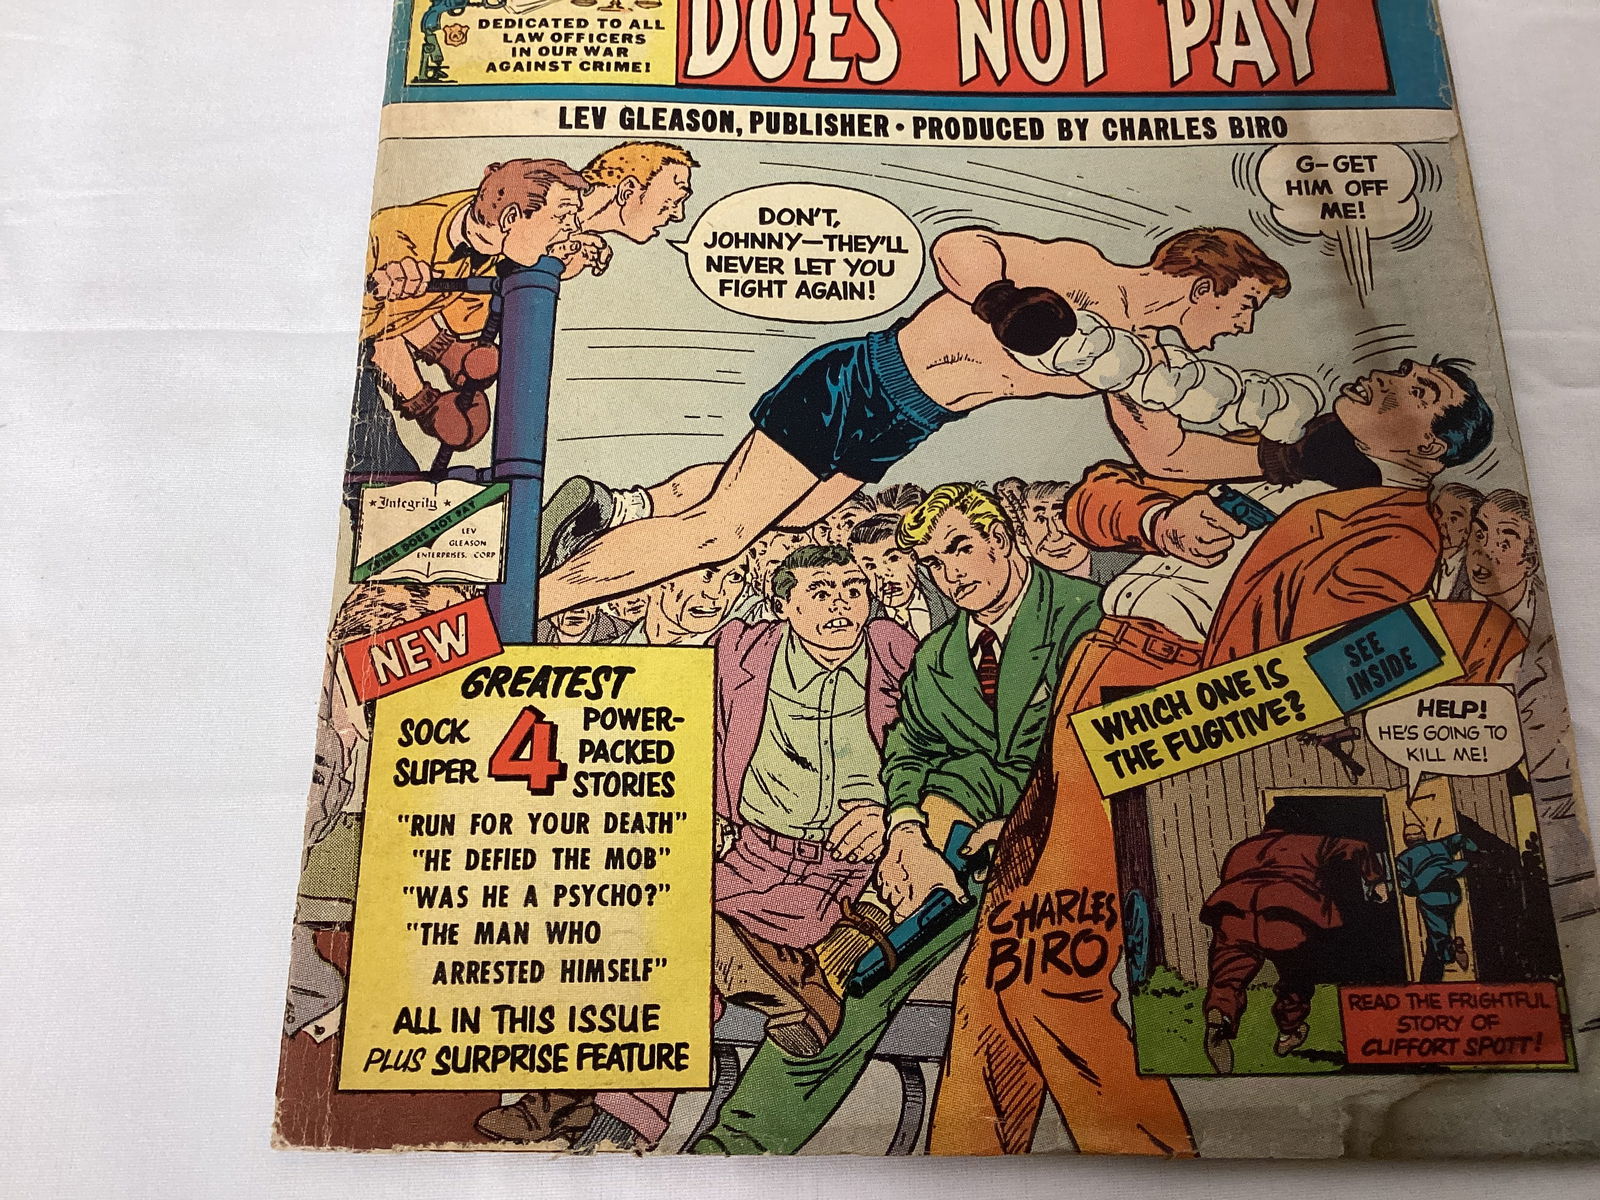 DEDICATED TO ALL
LAW OFFICERS
IN OUR WAR
AGAINST CRIME!
DOES NOT PAY
LEV GLEASON, PUBLISHER • PRODUCED BY CHARLES BIRO
DON'T,
JOHNNY—THEY'LL
NEVER LET YOU
FIGHT AGAIN!
G-GET
HIM OFF
ME!
★ Integrity ★
CRIME DOES NOT PAY
LEV
GLEASON
ENTERPRISES, CORP
NEW
GREATEST
SOCK
SUPER
4
POWER-
PACKED
STORIES
"RUN FOR YOUR DEATH"
"HE DEFIED THE MOB"
"WAS HE A PSYCHO?"
"THE MAN WHO
ARRESTED HIMSELF"
ALL IN THIS ISSUE
PLUS SURPRISE FEATURE
WHICH ONE IS
THE FUGITIVE?
SEE
INSIDE
HELP!
HE'S GOING TO
KILL ME!
CHARLES
BIRO
READ THE FRIGHTFUL
STORY OF
CLIFFORT SPOTT!